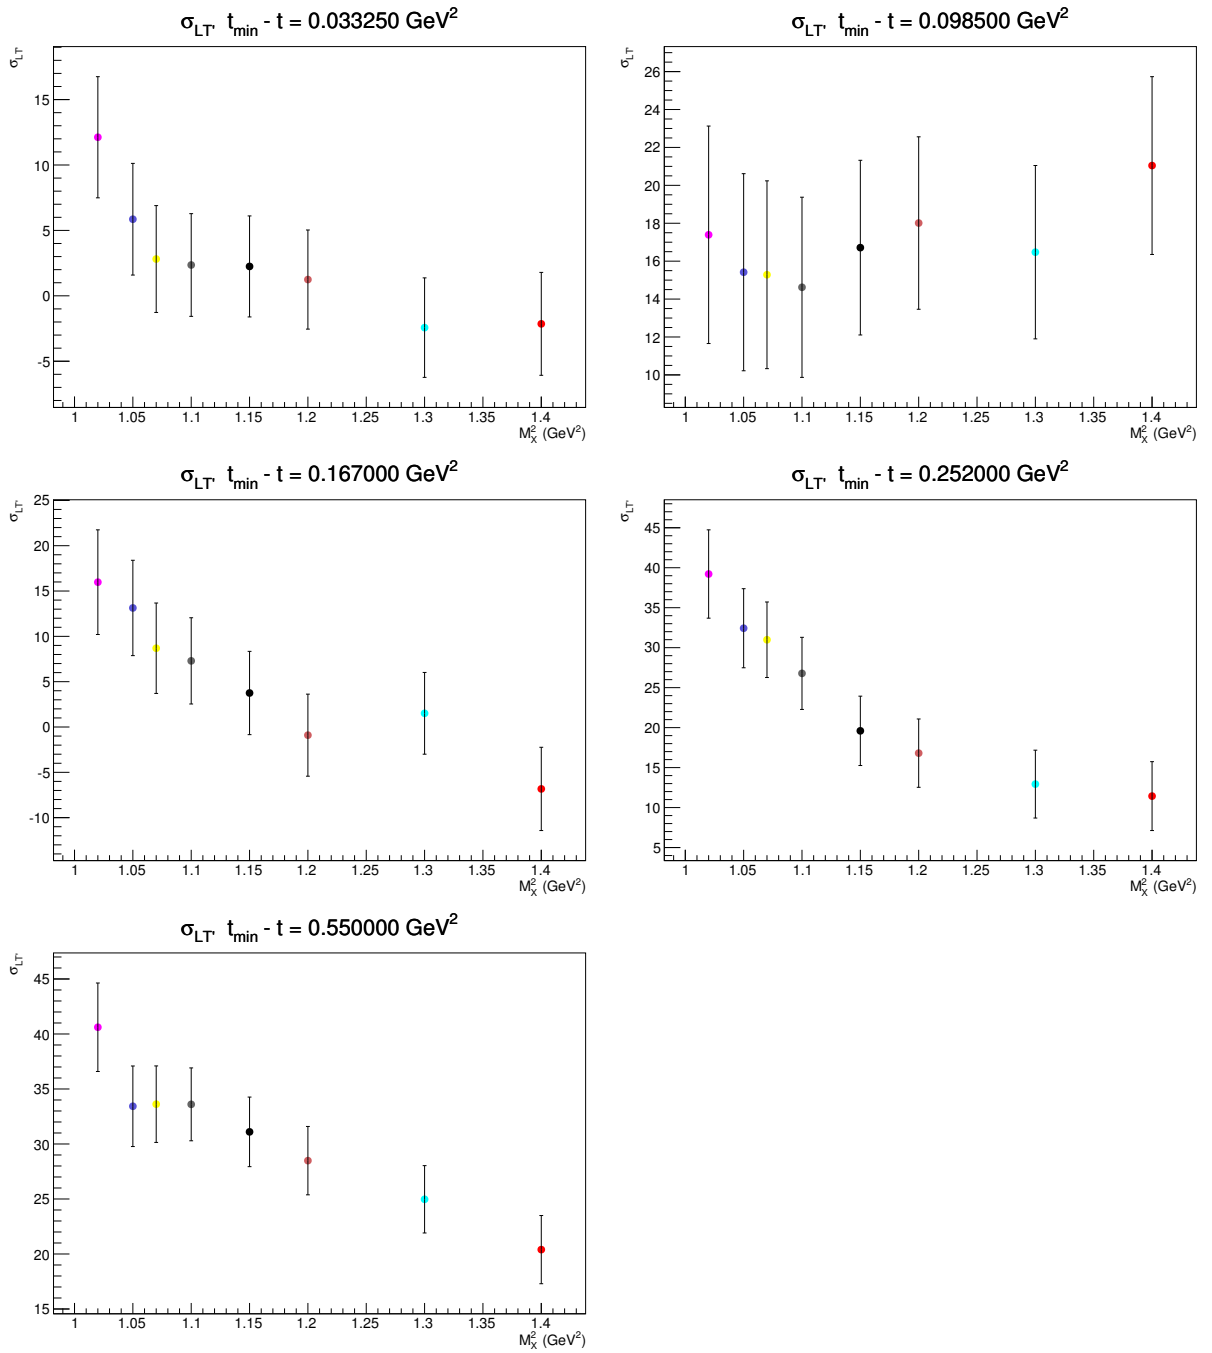 σLT', tmin - t = 0.033250 GeV²
σLT'
15
10
5
0
-5
1 1.05 1.1 1.15 1.2 1.25 1.3 1.35 1.4
M²X (GeV²)
σLT', tmin - t = 0.098500 GeV²
σLT'
26
24
22
20
18
16
14
12
10
1 1.05 1.1 1.15 1.2 1.25 1.3 1.35 1.4
M²X (GeV²)
σLT', tmin - t = 0.167000 GeV²
σLT'
25
20
15
10
5
0
-5
-10
1 1.05 1.1 1.15 1.2 1.25 1.3 1.35 1.4
M²X (GeV²)
σLT', tmin - t = 0.252000 GeV²
σLT'
45
40
35
30
25
20
15
10
5
1 1.05 1.1 1.15 1.2 1.25 1.3 1.35 1.4
M²X (GeV²)
σLT', tmin - t = 0.550000 GeV²
σLT'
45
40
35
30
25
20
15
1 1.05 1.1 1.15 1.2 1.25 1.3 1.35 1.4
M²X (GeV²)